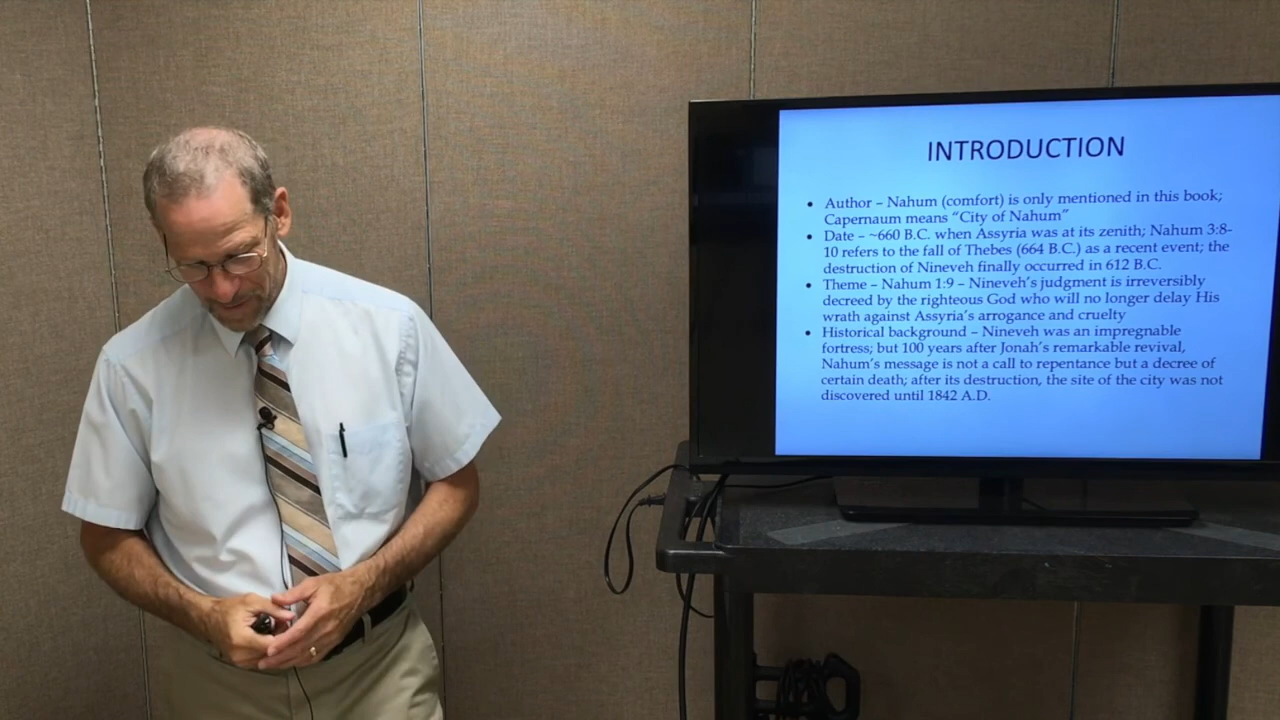 INTRODUCTION
• Author – Nahum (comfort) is only mentioned in this book;
Capernaum means “City of Nahum”
• Date – ~660 B.C. when Assyria was at its zenith; Nahum 3:8-
10 refers to the fall of Thebes (664 B.C.) as a recent event; the
destruction of Nineveh finally occurred in 612 B.C.
• Theme – Nahum 1:9 – Nineveh’s judgment is irreversibly
decreed by the righteous God who will no longer delay His
wrath against Assyria’s arrogance and cruelty
• Historical background – Nineveh was an impregnable
fortress; but 100 years after Jonah’s remarkable revival,
Nahum’s message is not a call to repentance but a decree of
certain death; after its destruction, the site of the city was not
discovered until 1842 A.D.